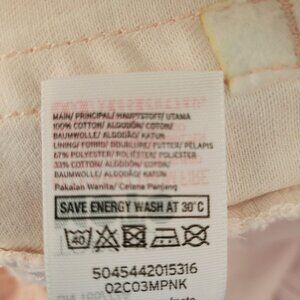 MAIN/ PRINCIPAL/ HAUPTSTOFF/ UTAMA
100% COTTON/ ALGODÓN/ COTON/
BAUMWOLLE/ ALGODÃO/ KATUN
LINING/ FORRO/ DOUBLURE/ FUTTER/ PELAPIS
67% POLYESTER/ POLIÉSTER/ POLYESTER
33% COTTON/ ALGODÓN/ COTON/
BAUMWOLLE/ ALGODÃO/ KATUN
Pakaian Wanita/ Celana Panjang
SAVE ENERGY WASH AT 30°C
40
5045442015316
02C03MPNK